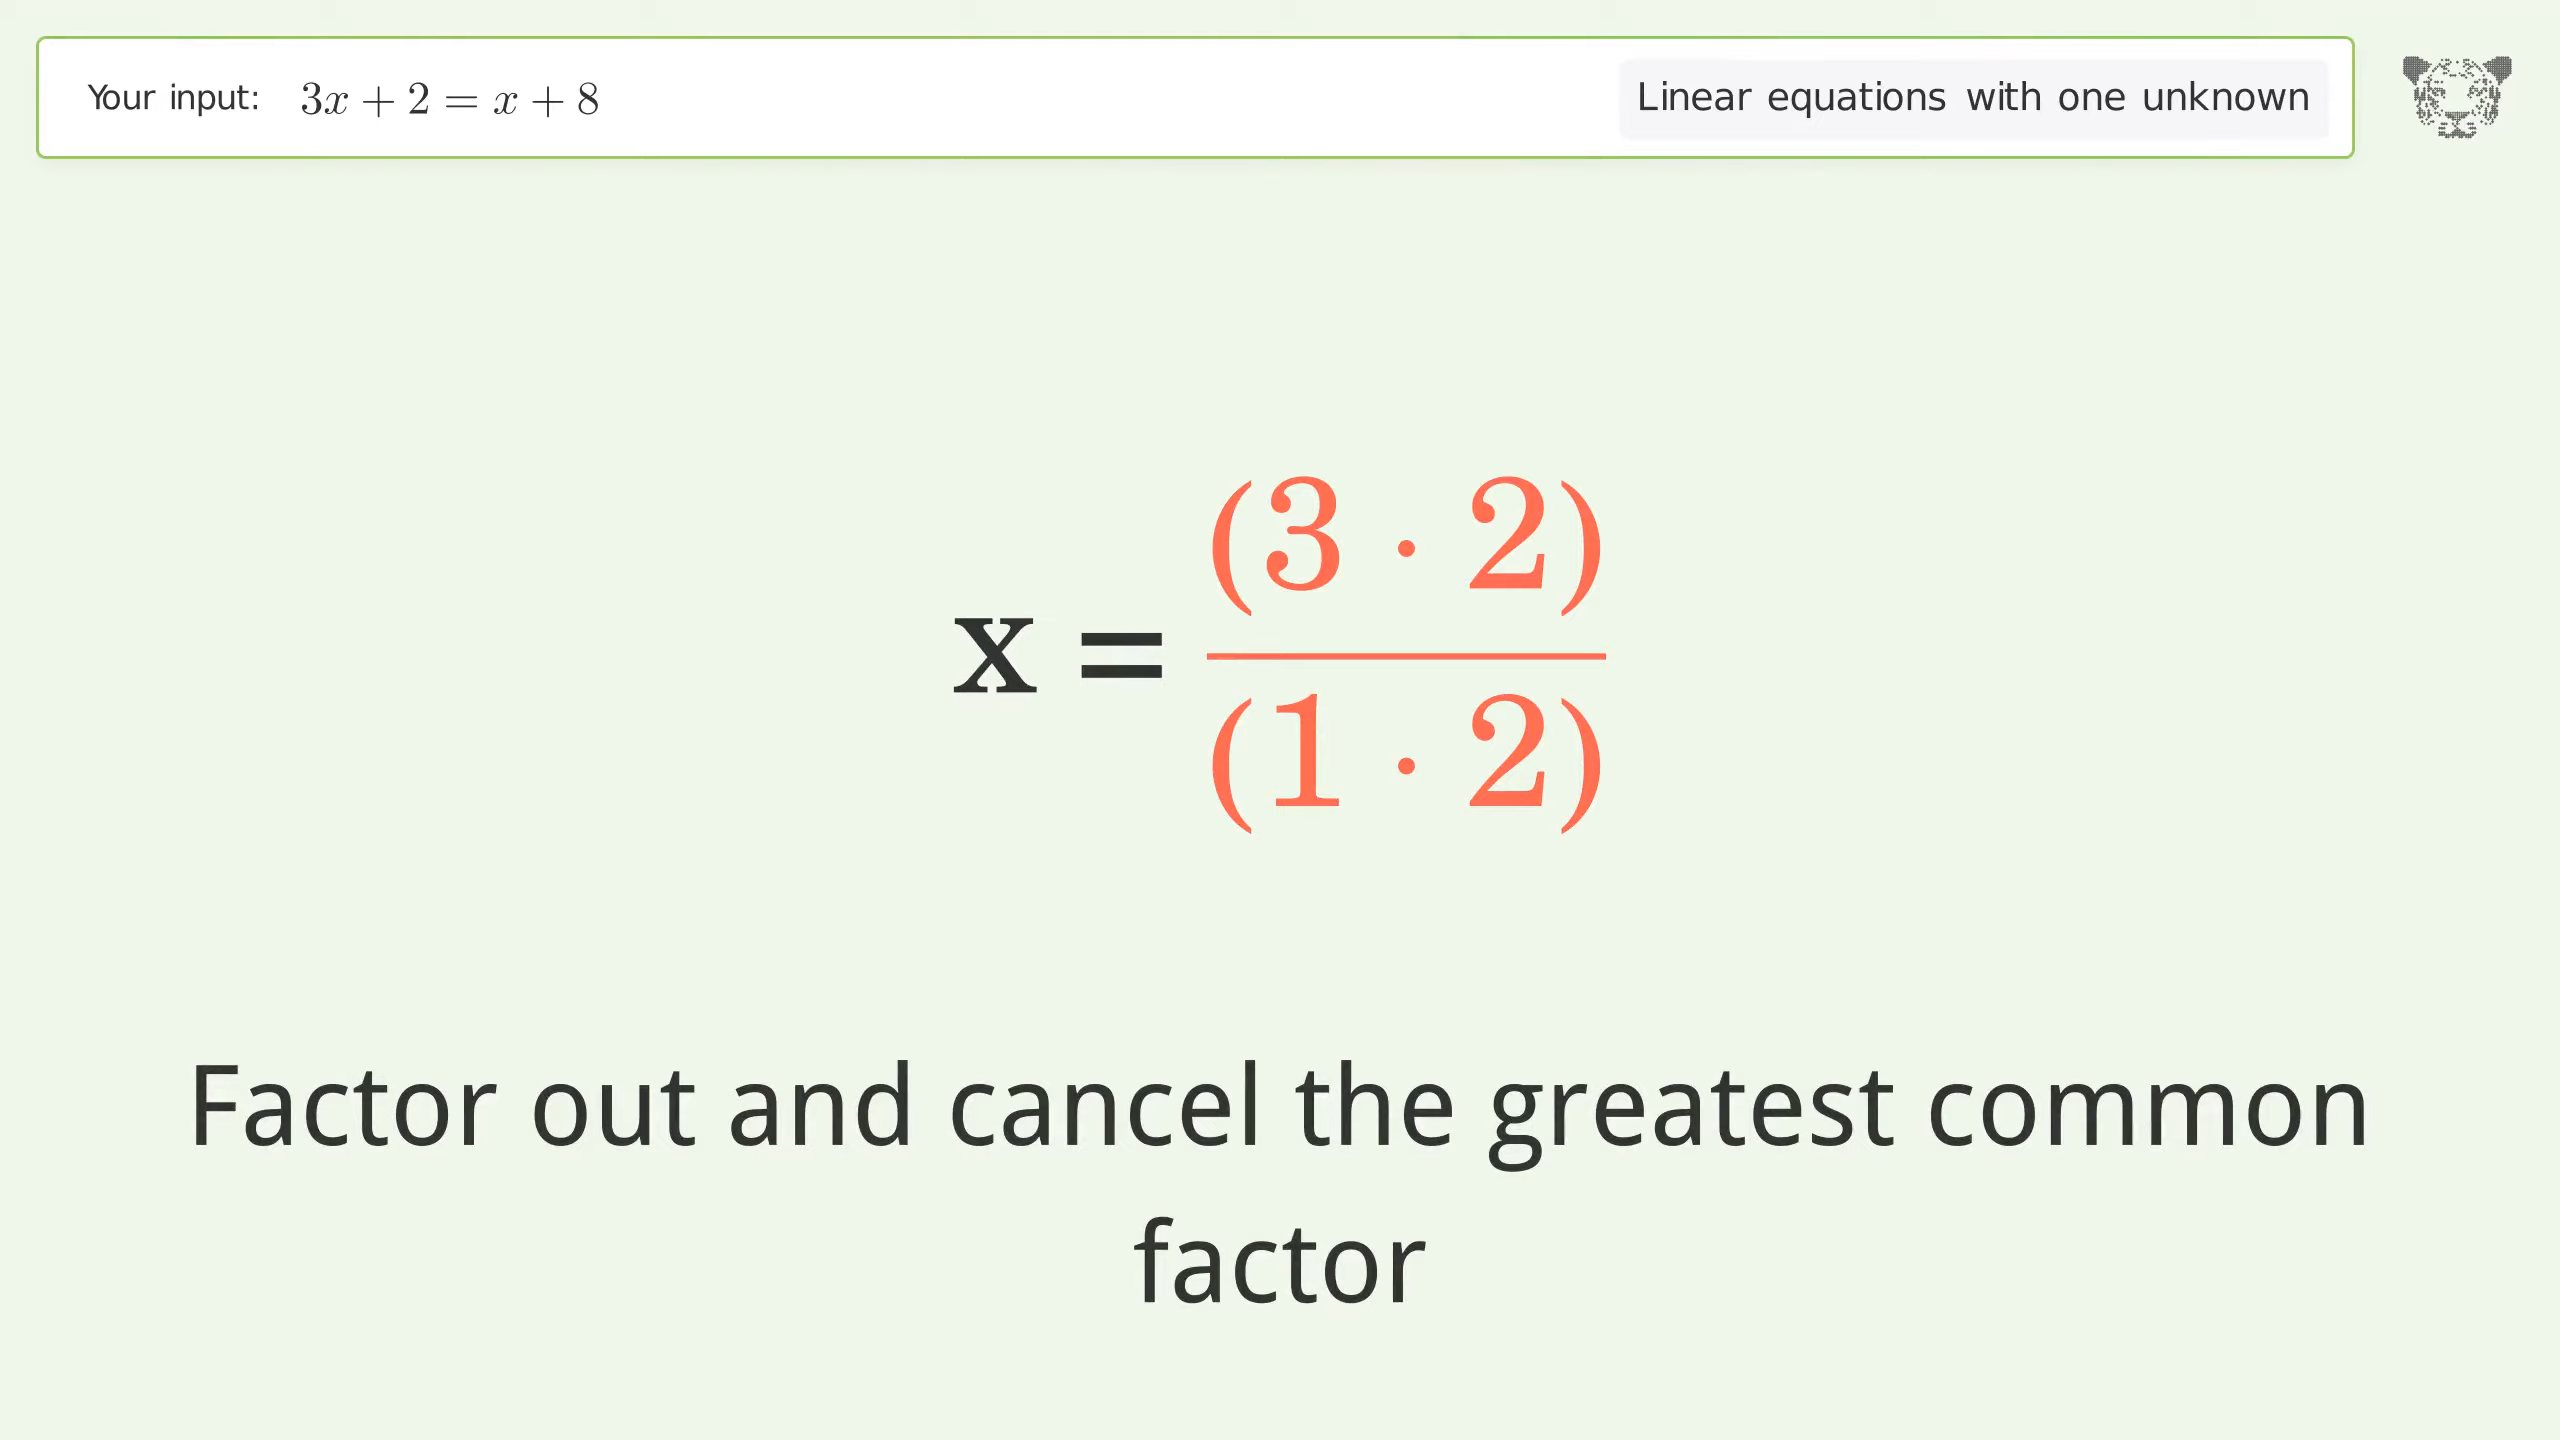 Your input: 3x + 2 = x + 8
Linear equations with one unknown
x = (3 · 2)
(1 · 2)
Factor out and cancel the greatest common
factor